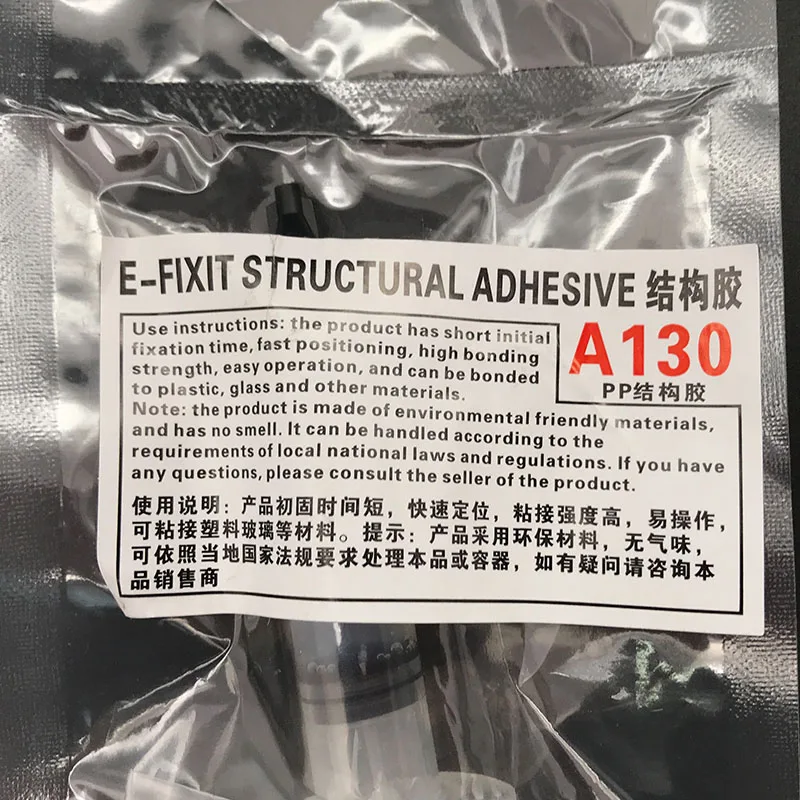 E-FIXIT STRUCTURAL ADHESIVE 结构胶
A130
PP结构胶
Use instructions: the product has short initial
fixation time, fast positioning, high bonding
strength, easy operation, and can be bonded
to plastic, glass and other materials.
Note: the product is made of environmental friendly materials,
and has no smell. It can be handled according to the
requirements of local national laws and regulations. If you have
any questions, please consult the seller of the product.
使用说明：产品初固时间短，快速定位，粘接强度高，易操作，
可粘接塑料玻璃等材料。提示：产品采用环保材料，无气味，
可依照当地国家法规要求处理本品或容器，如有疑问请咨询本
品销售商